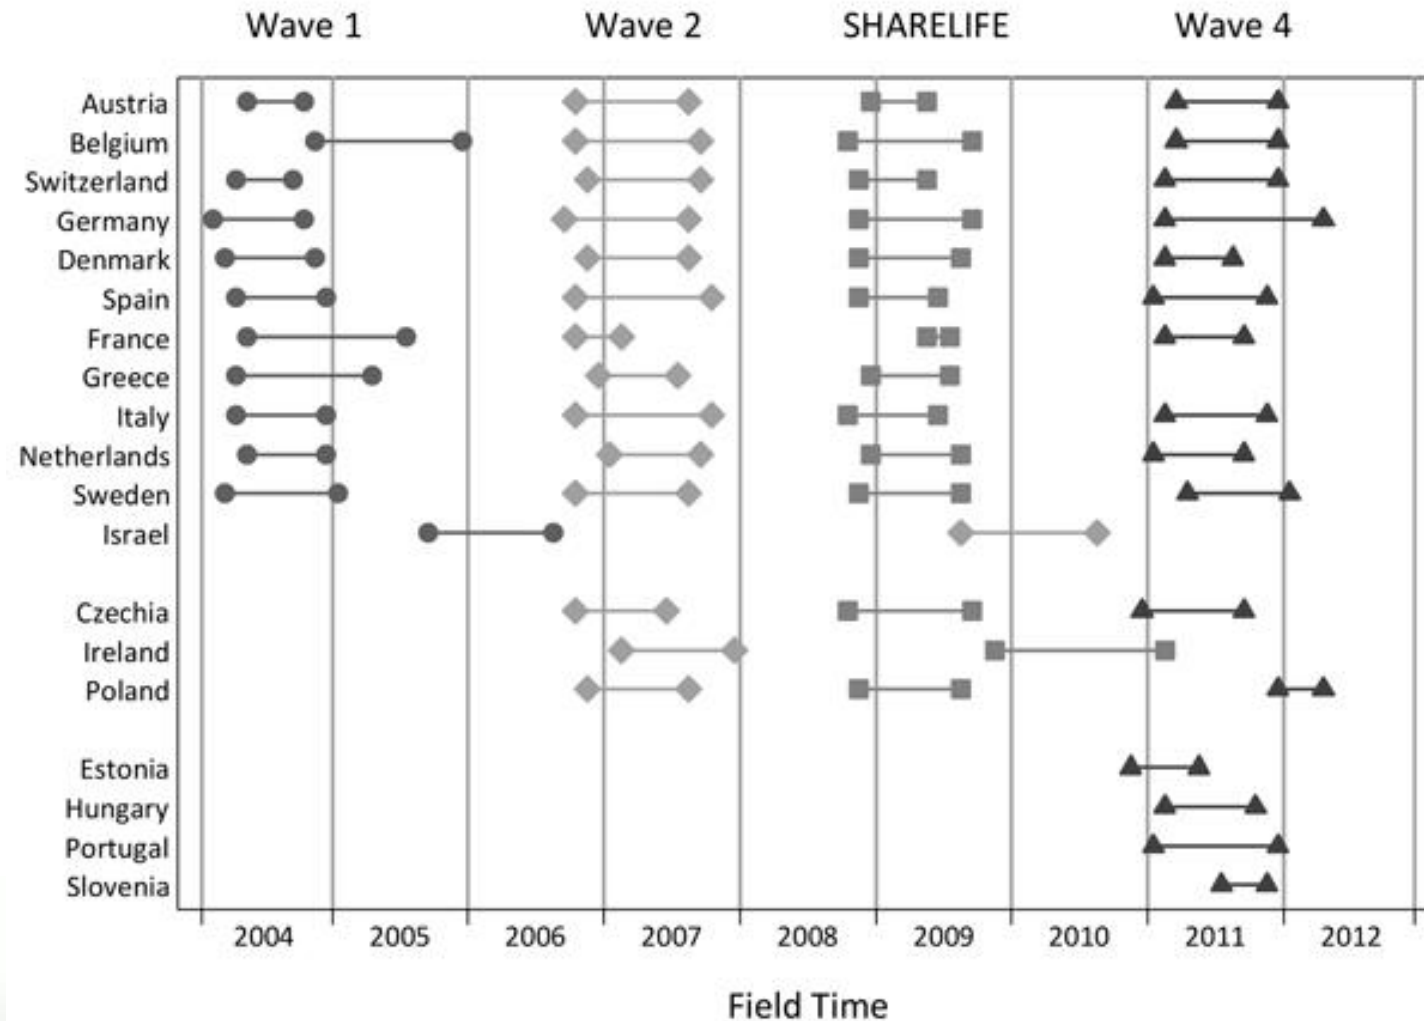 Wave 1 Wave 2 SHARELIFE Wave 4
Austria
Belgium
Switzerland
Germany
Denmark
Spain
France
Greece
Italy
Netherlands
Sweden
Israel
Czechia
Ireland
Poland
Estonia
Hungary
Portugal
Slovenia
2004 2005 2006 2007 2008 2009 2010 2011 2012
Field Time